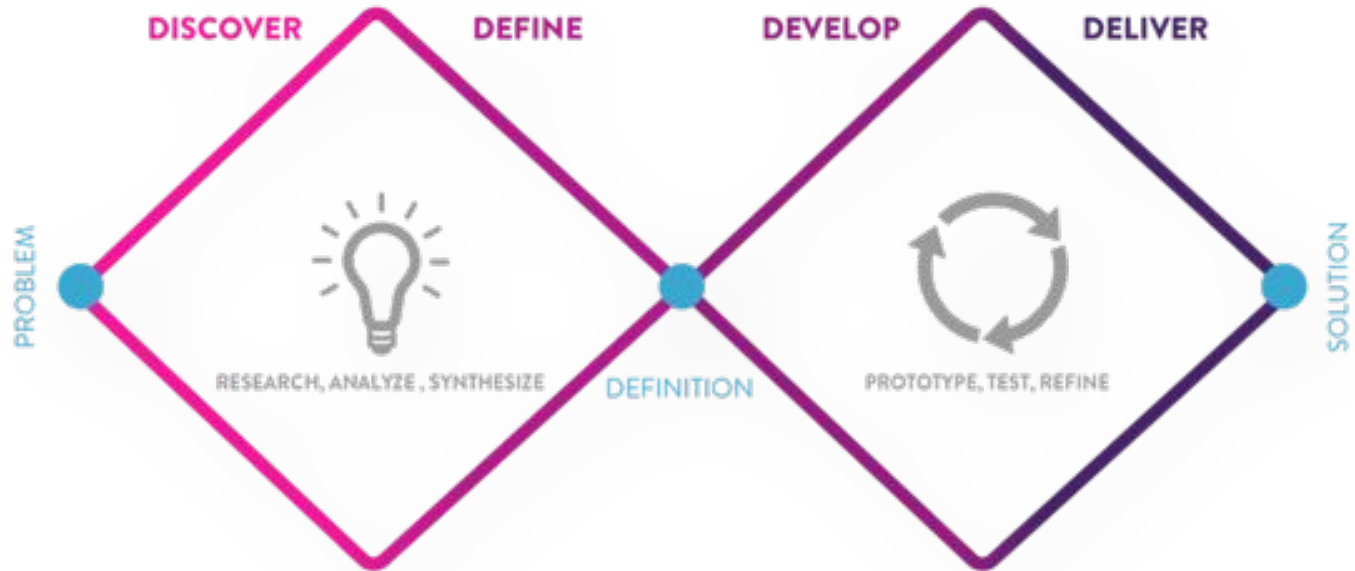 DISCOVER
DEFINE
DEVELOP
DELIVER
PROBLEM
RESEARCH, ANALYZE , SYNTHESIZE
DEFINITION
PROTOTYPE, TEST, REFINE
SOLUTION